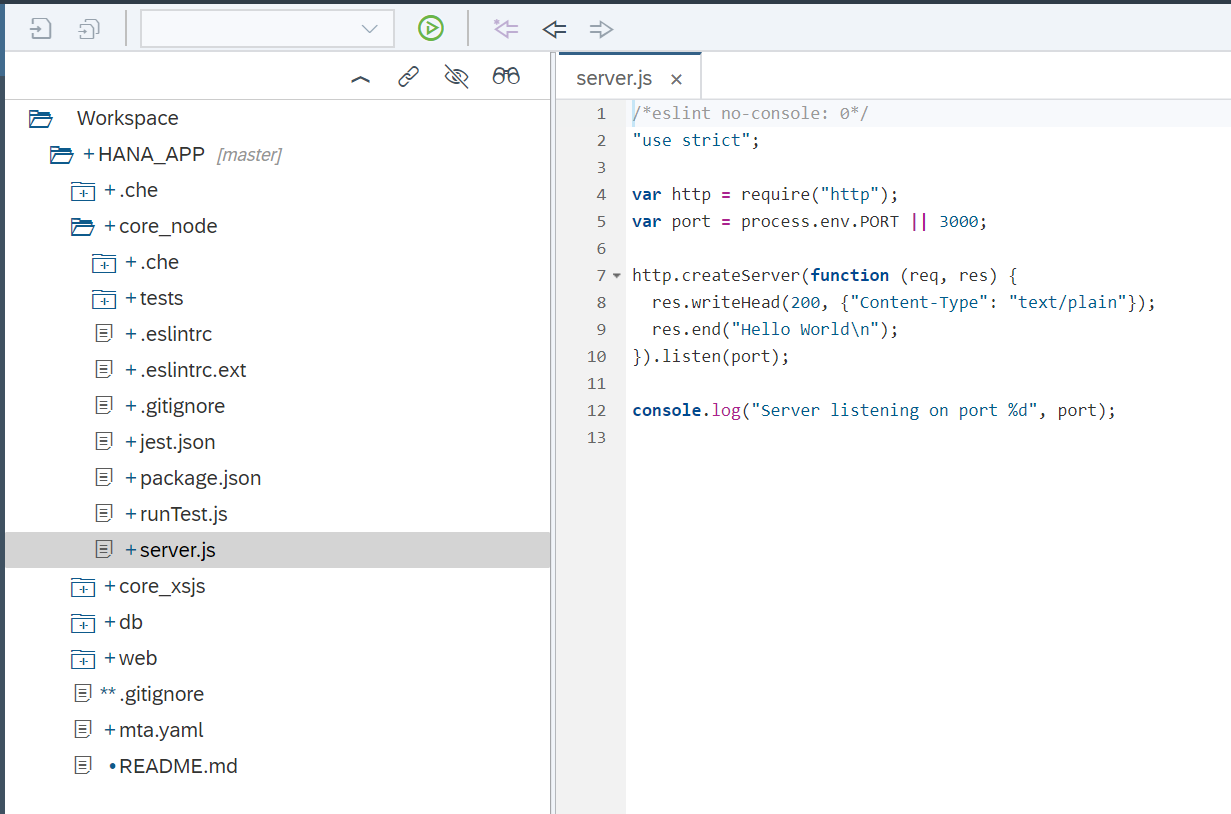 Workspace
+ HANA_APP [master]
+ .che
+ core_node
+ .che
+ tests
+ .eslintrc
+ .eslintrc.ext
+ .gitignore
+ jest.json
+ package.json
+ runTest.js
+ server.js
+ core_xsjs
+ db
+ web
** .gitignore
+ mta.yaml
• README.md
server.js ×
1 /*eslint no-console: 0*/
2 "use strict";
3
4 var http = require("http");
5 var port = process.env.PORT || 3000;
6
7 http.createServer(function (req, res) {
8   res.writeHead(200, {"Content-Type": "text/plain"});
9   res.end("Hello World\n");
10 }).listen(port);
11
12 console.log("Server listening on port %d", port);
13